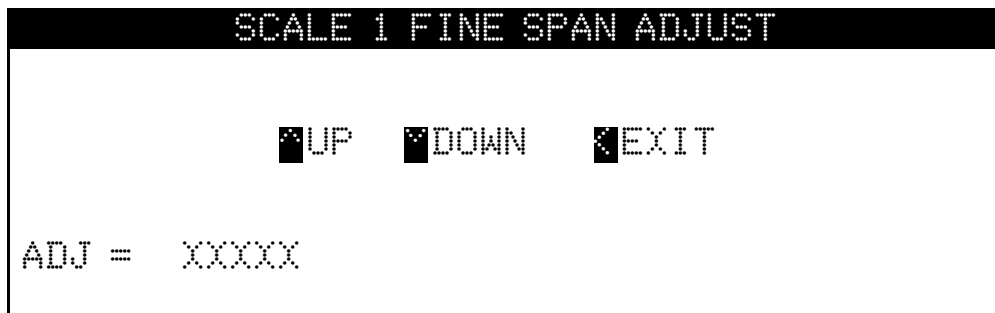 SCALE 1 FINE SPAN ADJUST
^UP ˅DOWN <EXIT
ADJ = XXXXX